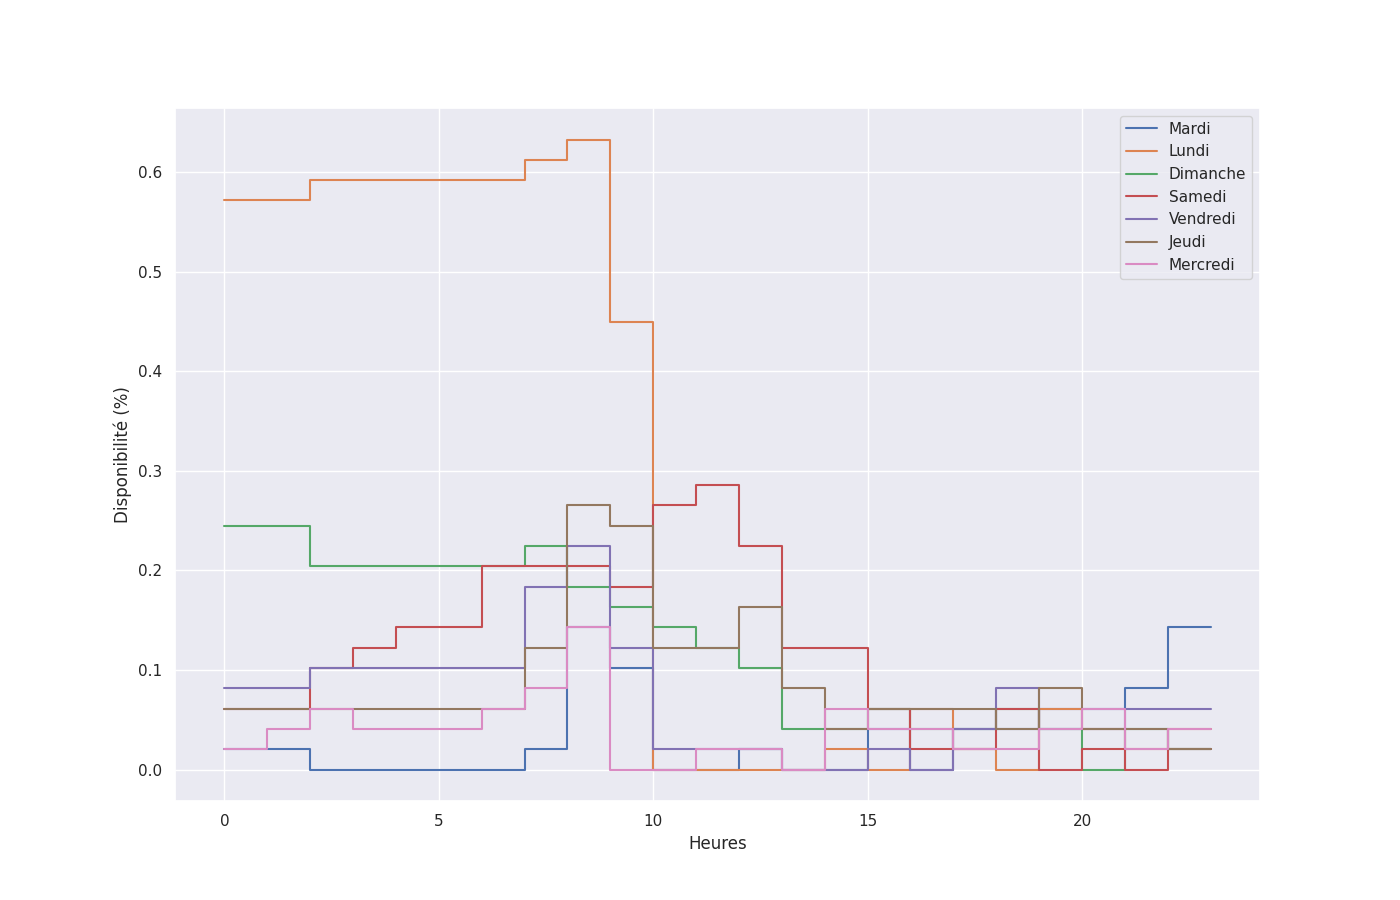 Mardi
Lundi
Dimanche
Samedi
Vendredi
Jeudi
Mercredi
0.6
0.5
0.4
0.3
0.2
0.1
0.0
Disponibilité (%)
0 5 10 15 20
Heures